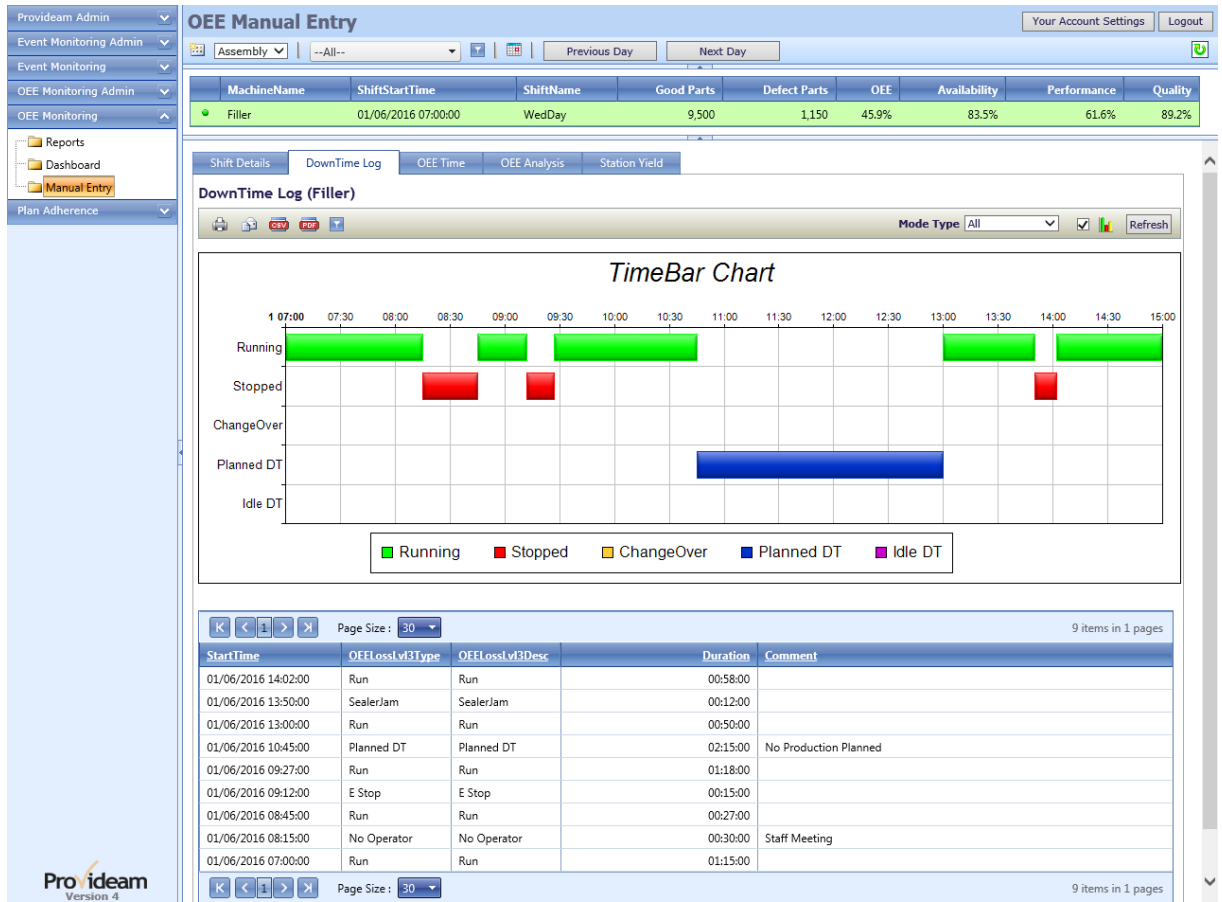 Provideam Admin
Event Monitoring Admin
Event Monitoring
OEE Monitoring Admin
OEE Monitoring
Reports
Dashboard
Manual Entry
Plan Adherence
Provideam
Version 4
OEE Manual Entry
Your Account Settings Logout
Assembly --All-- Previous Day Next Day
MachineName ShiftStartTime ShiftName Good Parts Defect Parts OEE Availability Performance Quality
Filler 01/06/2016 07:00:00 WedDay 9,500 1,150 45.9% 83.5% 61.6% 89.2%
Shift Details DownTime Log OEE Time OEE Analysis Station Yield
DownTime Log (Filler)
CSV PDF Mode Type All Refresh
TimeBar Chart
1 07:00 07:30 08:00 08:30 09:00 09:30 10:00 10:30 11:00 11:30 12:00 12:30 13:00 13:30 14:00 14:30 15:00
Running
Stopped
ChangeOver
Planned DT
Idle DT
Running Stopped ChangeOver Planned DT Idle DT
1 Page Size : 30 9 items in 1 pages
StartTime OEELossLvl3Type OEELossLvl3Desc Duration Comment
01/06/2016 14:02:00 Run Run 00:58:00
01/06/2016 13:50:00 SealerJam SealerJam 00:12:00
01/06/2016 13:00:00 Run Run 00:50:00
01/06/2016 10:45:00 Planned DT Planned DT 02:15:00 No Production Planned
01/06/2016 09:27:00 Run Run 01:18:00
01/06/2016 09:12:00 E Stop E Stop 00:15:00
01/06/2016 08:45:00 Run Run 00:27:00
01/06/2016 08:15:00 No Operator No Operator 00:30:00 Staff Meeting
01/06/2016 07:00:00 Run Run 01:15:00
1 Page Size : 30 9 items in 1 pages